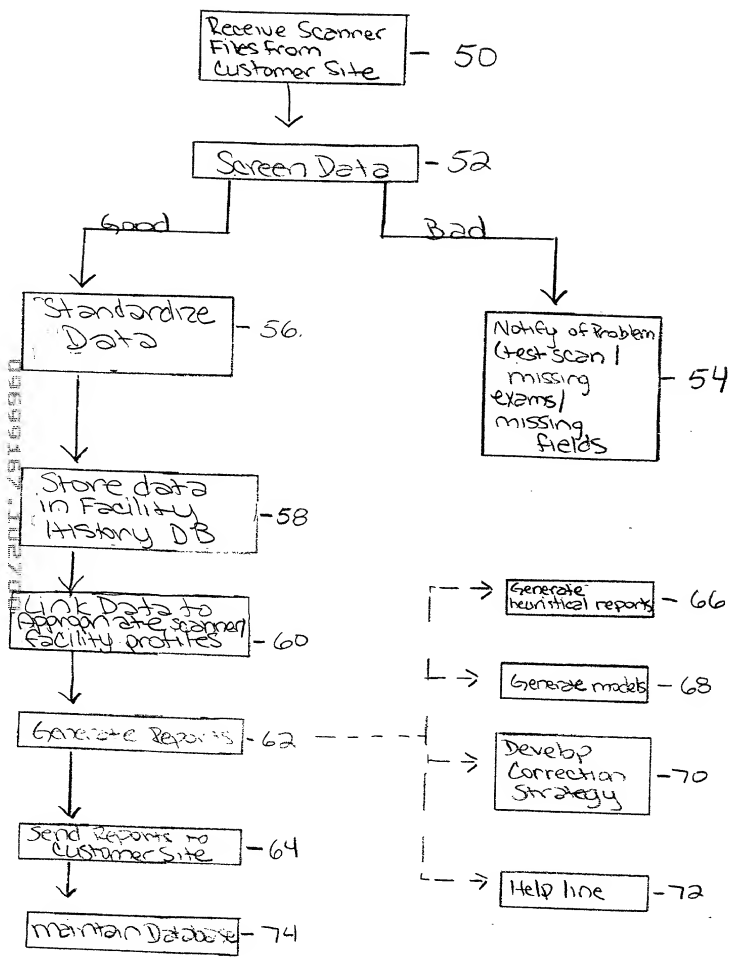 Receive Scanner
Files from
Customer Site
- 50
Screen Data
- 52
Good
Bad
Standardize
Data
- 56.
Notify of Problem
(test scan /
missing
exams/
missing
fields
- 54
Store data
in Facility
History DB
- 58
Link Data to
Appropriate scanner/
facility profiles
- 60
Generate Reports
- 62
Generate
heuristical reports
- 66
Generate models
- 68
Develop
Correction
Strategy
- 70
Send Reports to
Customer Site
- 64
Help line
- 72
maintain Database
- 74